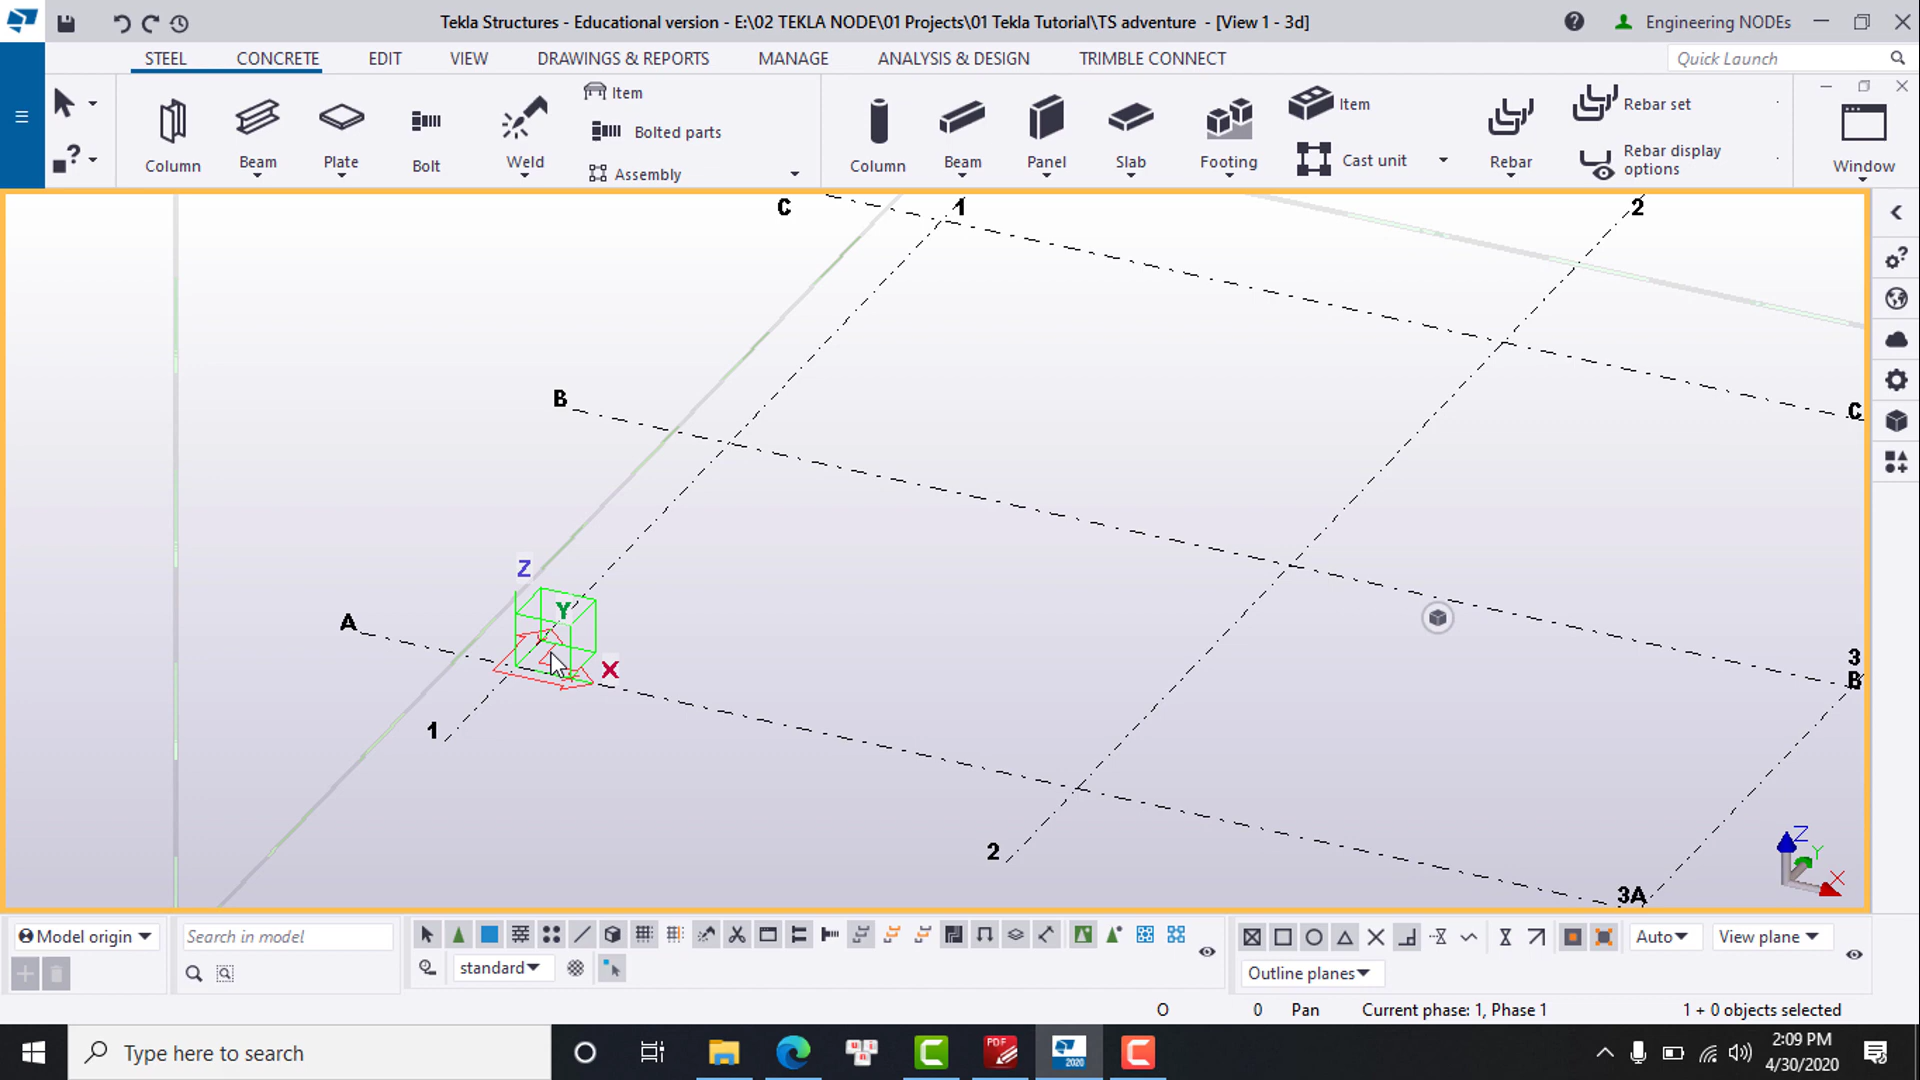 Tekla Structures - Educational version - E:\02 TEKLA NODE\01 Projects\01 Tekla Tutorial\TS adventure - [View 1 - 3d]
Engineering NODEs
STEEL CONCRETE EDIT VIEW DRAWINGS & REPORTS MANAGE ANALYSIS & DESIGN TRIMBLE CONNECT
Quick Launch
Column
Beam
Plate
Bolt
Weld
Item
Bolted parts
Assembly
Column
Beam
Panel
Slab
Footing
Item
Cast unit
Rebar
Rebar set
Rebar display
options
Window
C
1
2
B
C
Z
Y
A
X
3
B
1
2
3A
Z
Y
X
Model origin
Search in model
standard
Auto
View plane
Outline planes
O
0
Pan
Current phase: 1, Phase 1
1 + 0 objects selected
Type here to search
PDF
2020
2:09 PM
4/30/2020